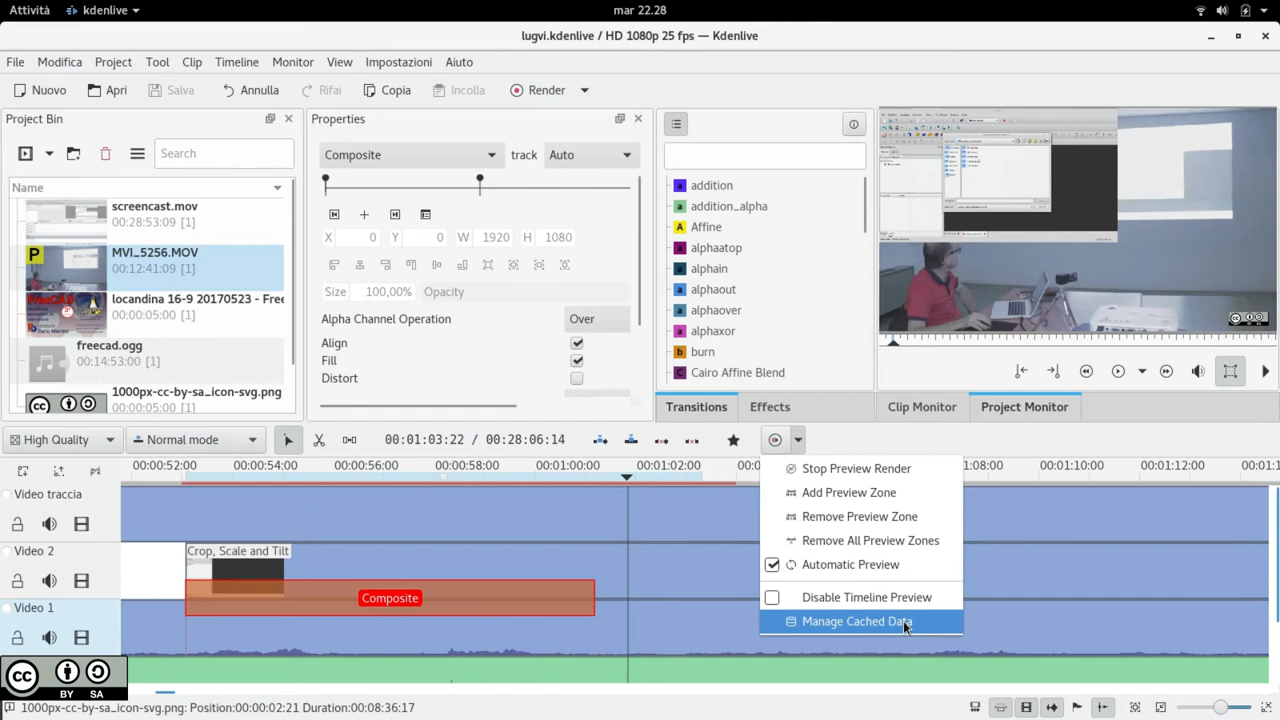 Attività kdenlive mar 22.28
lugvi.kdenlive / HD 1080p 25 fps — Kdenlive
File Modifica Project Tool Clip Timeline Monitor View Impostazioni Aiuto
Nuovo Apri Salva Annulla Rifai Copia Incolla Render
Project Bin
Search
Name
screencast.mov
00:28:53:09 [1]
P
MVI_5256.MOV
00:12:41:09 [1]
locandina 16-9 20170523 - Free
00:00:05:00 [1]
freecad.ogg
00:14:53:00 [1]
1000px-cc-by-sa_icon-svg.png
00:00:05:00 [1]
Properties
Composite track Auto
X 0 Y 0 W 1920 H 1080
Size 100,00% Opacity
Alpha Channel Operation Over
Align
Fill
Distort
a addition
a addition_alpha
A Affine
a alphaatop
a alphain
a alphaout
a alphaover
a alphaxor
b burn
C Cairo Affine Blend
Transitions Effects
Clip Monitor Project Monitor
High Quality Normal mode 00:01:03:22 / 00:28:06:14
00:00:52:00 00:00:54:00 00:00:56:00 00:00:58:00 00:01:00:00 00:01:02:00 00:0 1:08:00 00:01:10:00 00:01:12:00 00:01:1
Stop Preview Render
Add Preview Zone
Remove Preview Zone
Remove All Preview Zones
Automatic Preview
Disable Timeline Preview
Manage Cached Data
Video traccia
Video 2
Crop, Scale and Tilt
Composite
Video 1
CC BY SA
1000px-cc-by-sa_icon-svg.png: Position:00:00:02:21 Duration:00:08:36:17